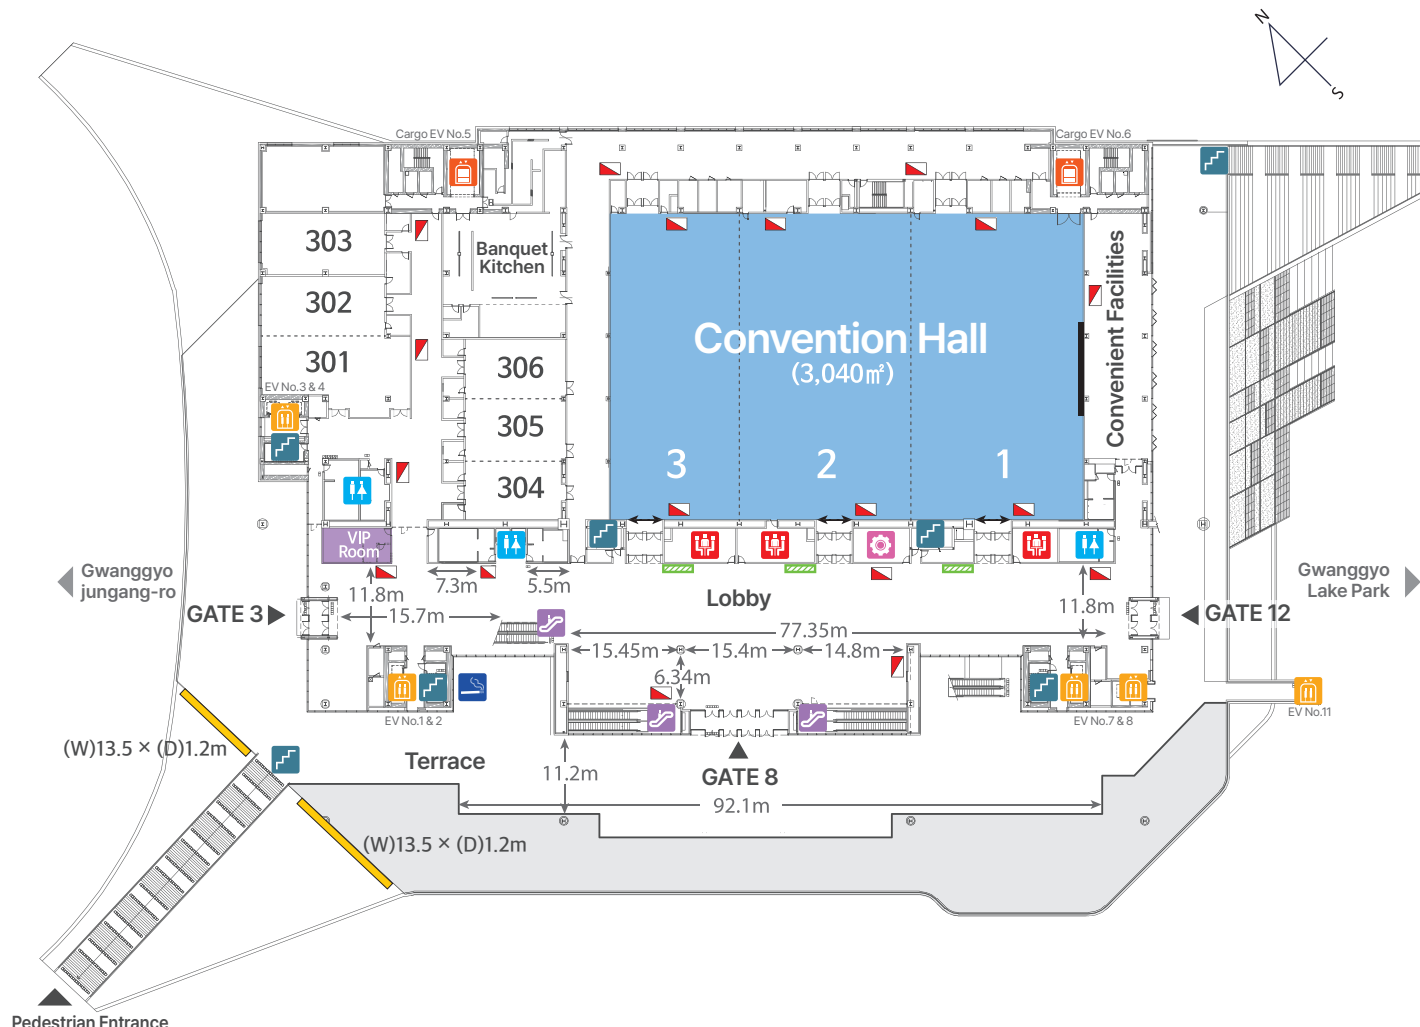 N
S
Cargo EV No.5
Cargo EV No.6
303
302
301
EV No.3 & 4
Banquet
Kitchen
306
305
304
Convention Hall
(3,040㎡)
3
2
1
Convenient Facilities
VIP
Room
Gwanggyo
jungang-ro
Gwanggyo
Lake Park
GATE 3
GATE 12
11.8m
7.3m
5.5m
15.7m
Lobby
77.35m
11.8m
15.45m
15.4m
14.8m
6.34m
EV No.1 & 2
EV No.7 & 8
EV No.11
(W)13.5 × (D)1.2m
Terrace
11.2m
GATE 8
92.1m
(W)13.5 × (D)1.2m
Pedestrian Entrance